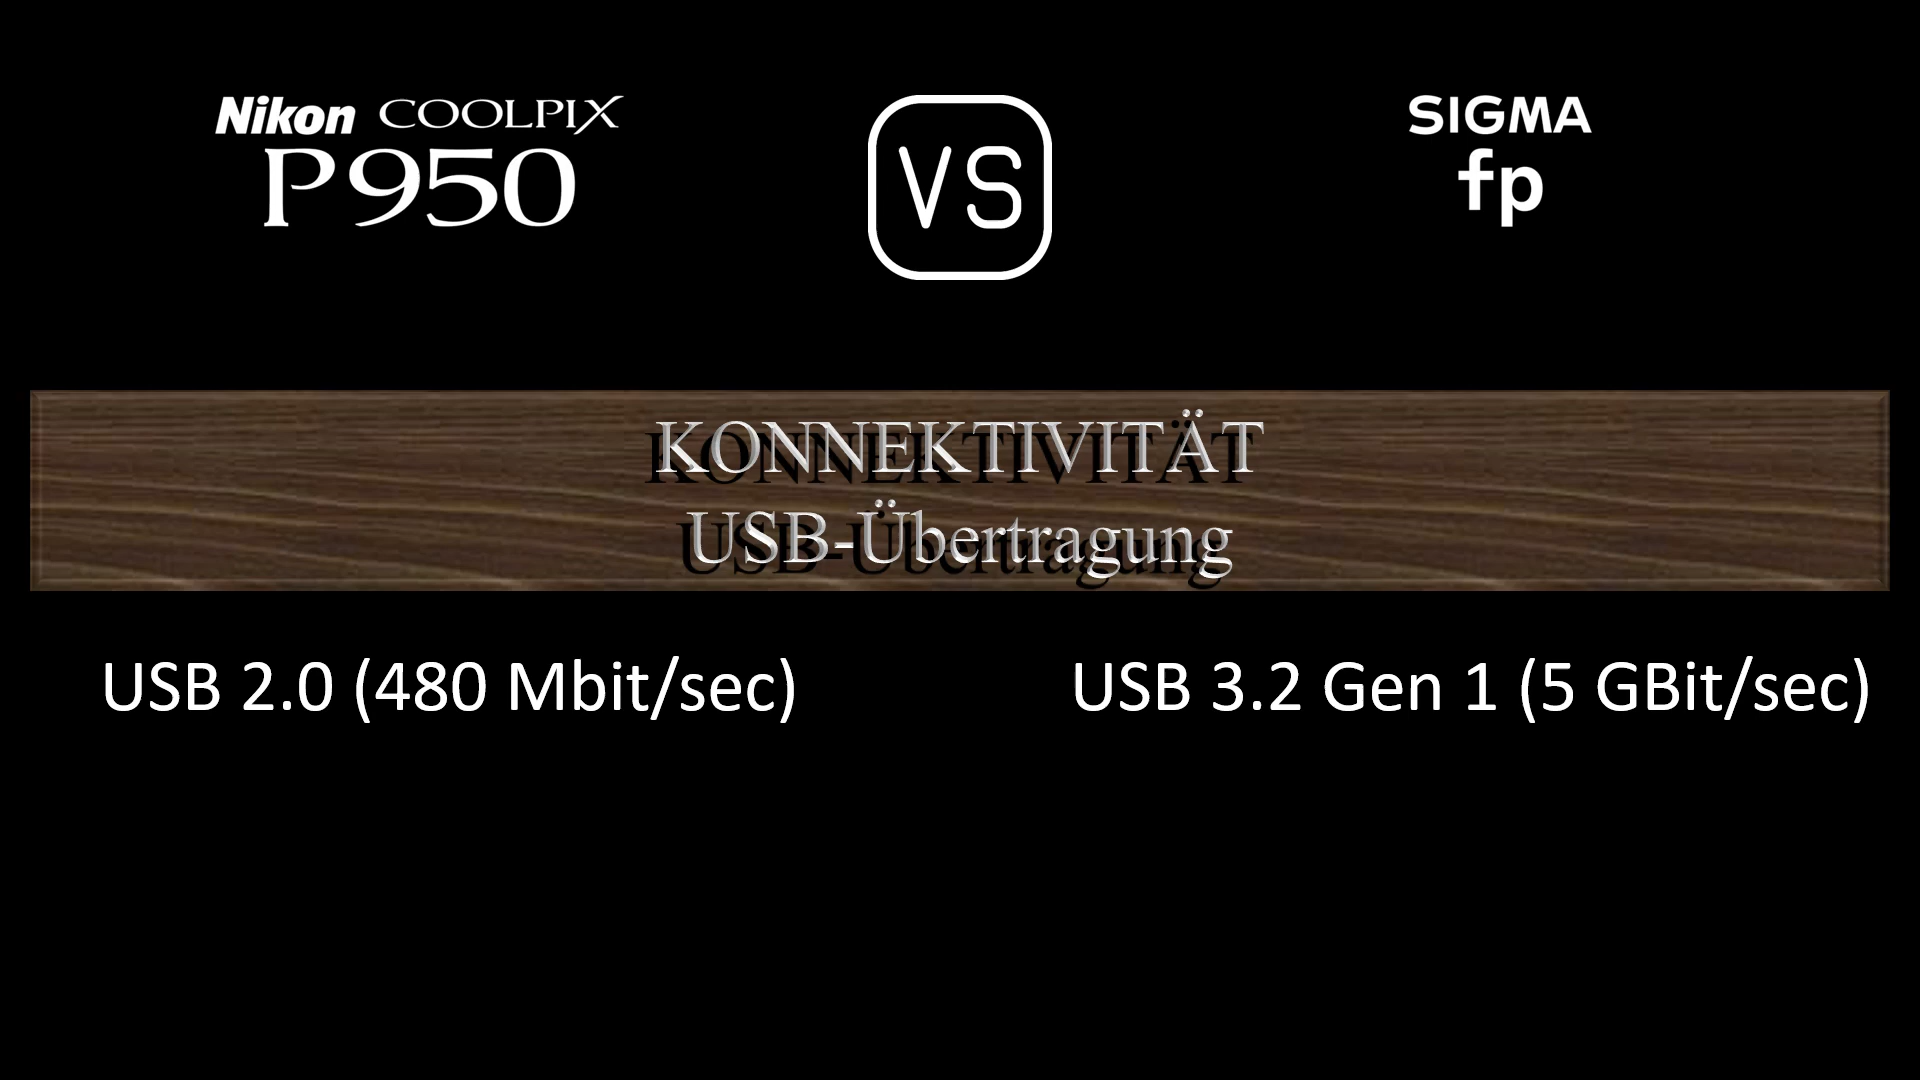 Nikon COOLPIX
P950
VS
SIGMA
fp
KONNEKTIVITÄT
USB-Übertragung
USB 2.0 (480 Mbit/sec)
USB 3.2 Gen 1 (5 GBit/sec)